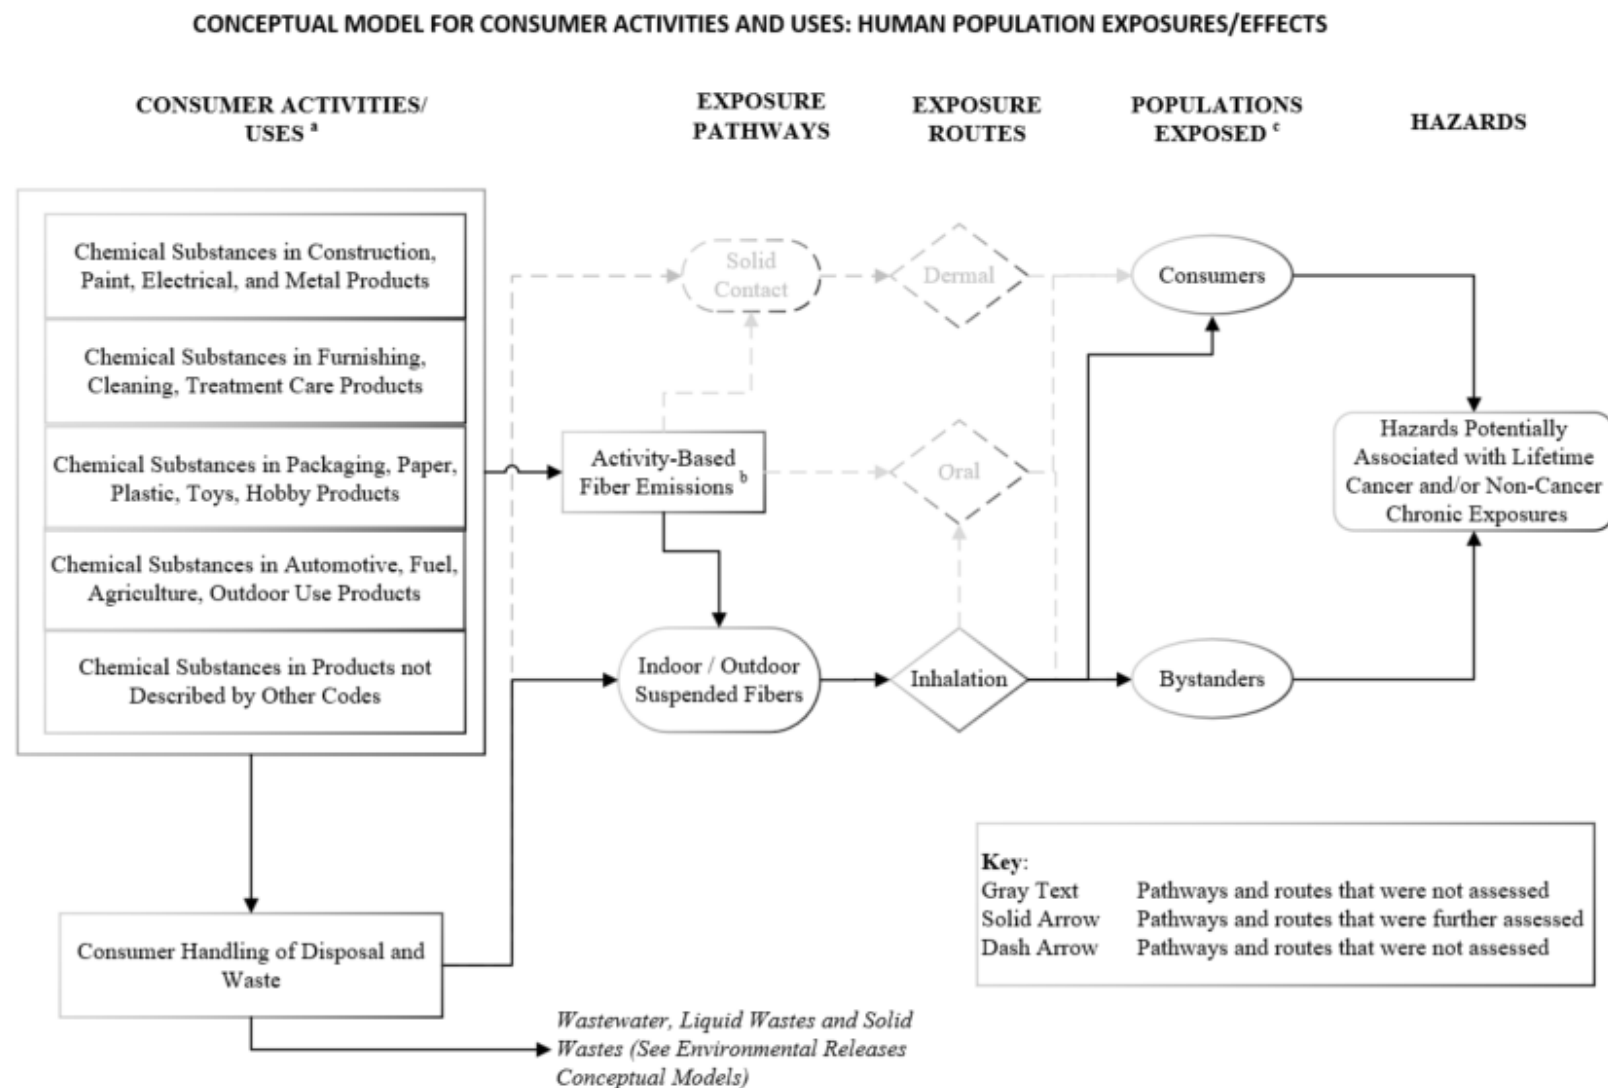 CONCEPTUAL MODEL FOR CONSUMER ACTIVITIES AND USES: HUMAN POPULATION EXPOSURES/EFFECTS
CONSUMER ACTIVITIES/
USES a
EXPOSURE
PATHWAYS
EXPOSURE
ROUTES
POPULATIONS
EXPOSED c
HAZARDS
Chemical Substances in Construction,
Paint, Electrical, and Metal Products
Chemical Substances in Furnishing,
Cleaning, Treatment Care Products
Chemical Substances in Packaging, Paper,
Plastic, Toys, Hobby Products
Chemical Substances in Automotive, Fuel,
Agriculture, Outdoor Use Products
Chemical Substances in Products not
Described by Other Codes
Consumer Handling of Disposal and
Waste
Solid
Contact
Activity-Based
Fiber Emissions b
Indoor / Outdoor
Suspended Fibers
Wastewater, Liquid Wastes and Solid
Wastes (See Environmental Releases
Conceptual Models)
Dermal
Oral
Inhalation
Consumers
Bystanders
Hazards Potentially
Associated with Lifetime
Cancer and/or Non-Cancer
Chronic Exposures
Key:
Gray Text Pathways and routes that were not assessed
Solid Arrow Pathways and routes that were further assessed
Dash Arrow Pathways and routes that were not assessed